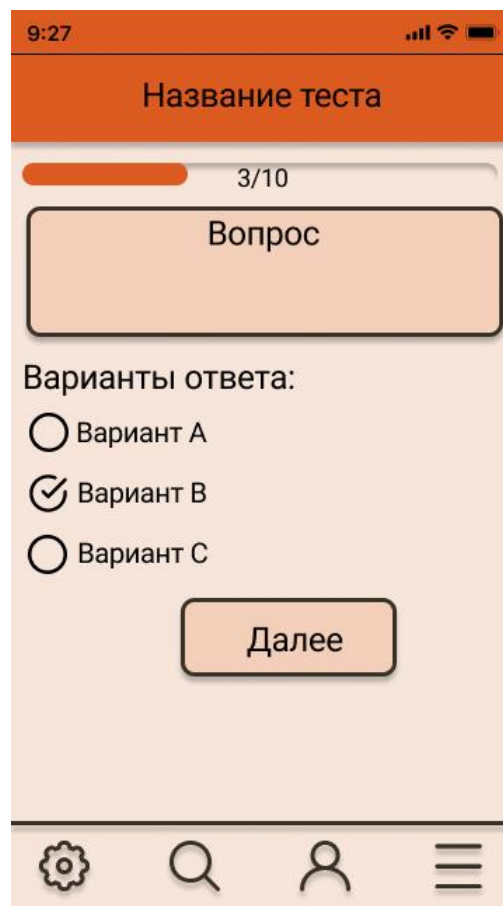 9:27
Название теста
3/10
Вопрос
Варианты ответа:
Вариант A
Вариант B
Вариант C
Далее